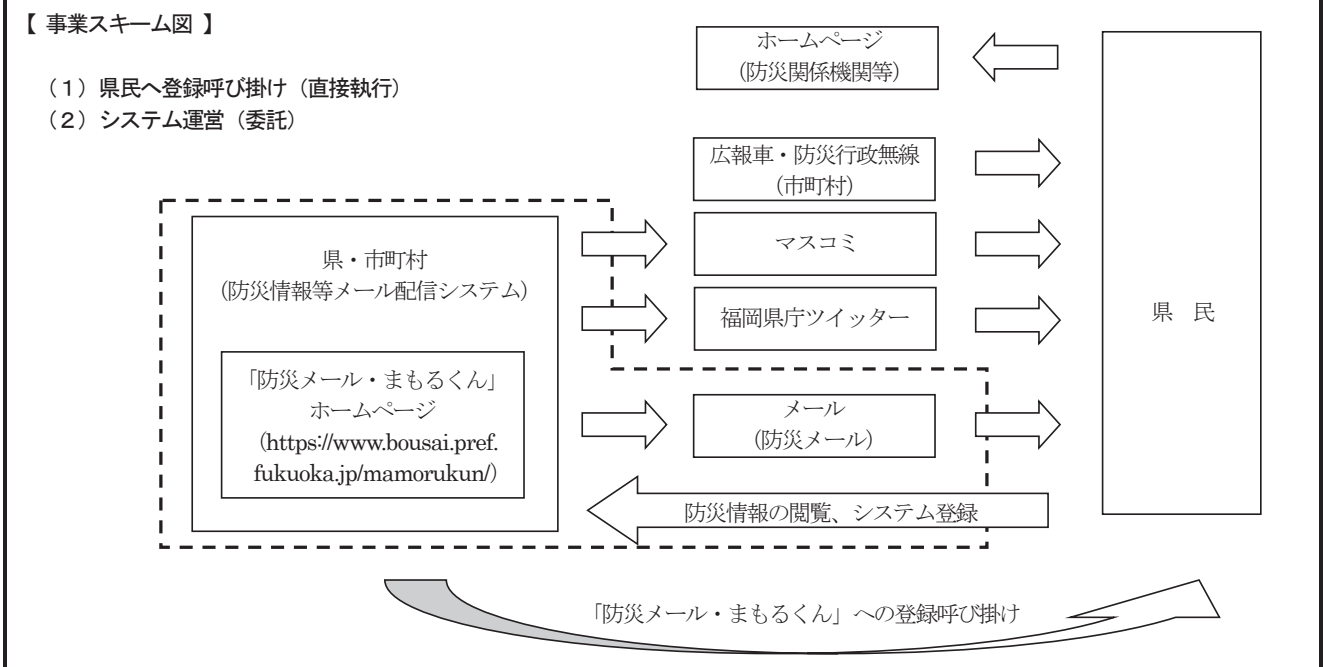 【 事業スキーム図 】
（１）県民へ登録呼び掛け（直接執行）
（２）システム運営（委託）
ホームページ
(防災関係機関等)
広報車・防災行政無線
(市町村)
マスコミ
福岡県庁ツイッター
メール
(防災メール)
県・市町村
(防災情報等メール配信システム)
「防災メール・まもるくん」
ホームページ
(https://www.bousai.pref.
fukuoka.jp/mamorukun/)
県　民
防災情報の閲覧、システム登録
「防災メール・まもるくん」への登録呼び掛け